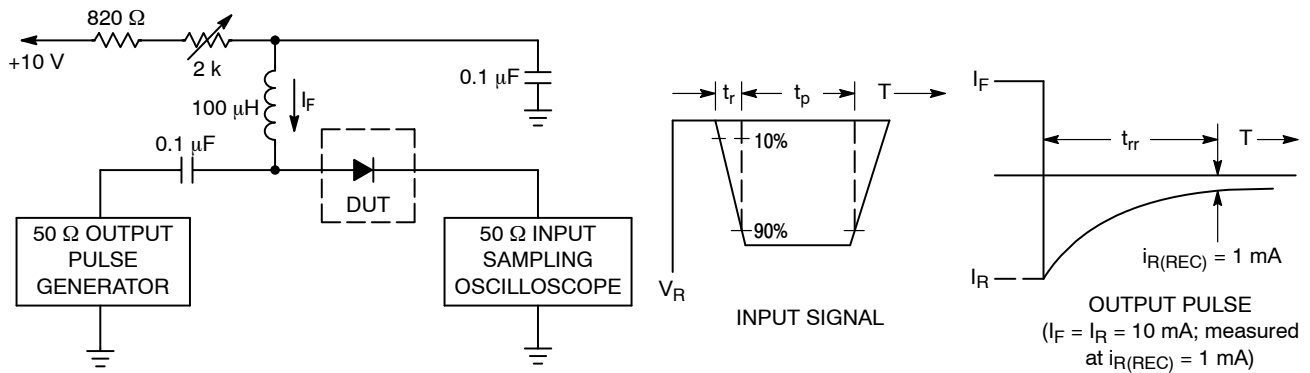 820 Ω
+10 V
2 k
100 μH
I_F
0.1 μF
0.1 μF
DUT
50 Ω OUTPUT
PULSE
GENERATOR
50 Ω INPUT
SAMPLING
OSCILLOSCOPE
t_r
t_p
T
10%
90%
V_R
INPUT SIGNAL
I_F
t_rr
T
i_R(REC) = 1 mA
I_R
OUTPUT PULSE
(I_F = I_R = 10 mA; measured
at i_R(REC) = 1 mA)